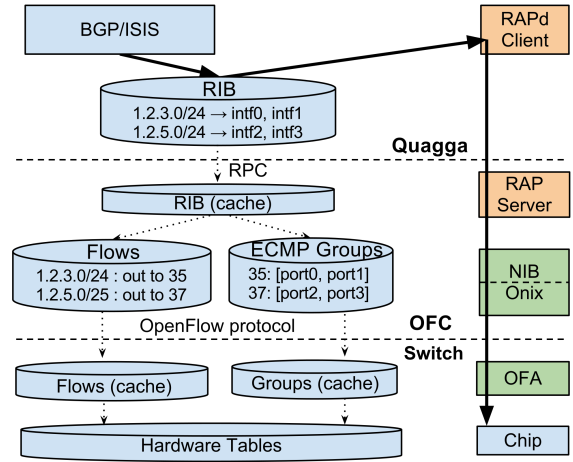 BGP/ISIS
RAPd
Client
RIB
1.2.3.0/24 → intf0, intf1
1.2.5.0/24 → intf2, intf3
Quagga
RPC
RIB (cache)
RAP
Server
Flows
1.2.3.0/24 : out to 35
1.2.5.0/25 : out to 37
ECMP Groups
35: [port0, port1]
37: [port2, port3]
NIB
Onix
OpenFlow protocol
OFC
Switch
Flows (cache)
Groups (cache)
OFA
Hardware Tables
Chip